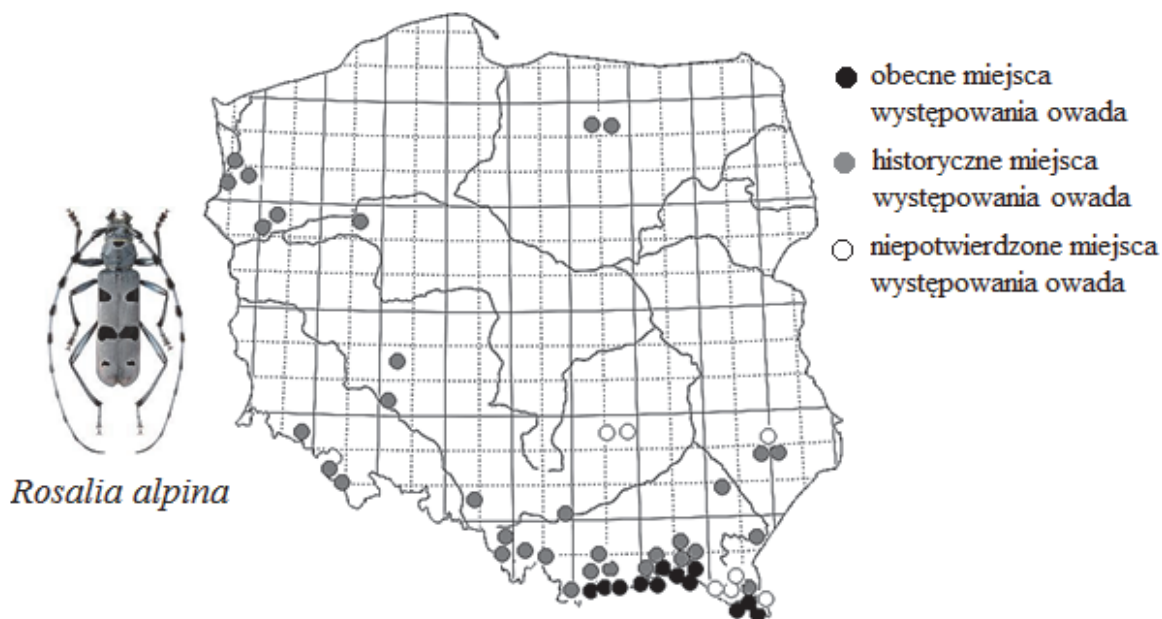 obecne miejsca
występowania owada
historyczne miejsca
występowania owada
niepotwierdzone miejsca
występowania owada
Rosalia alpina